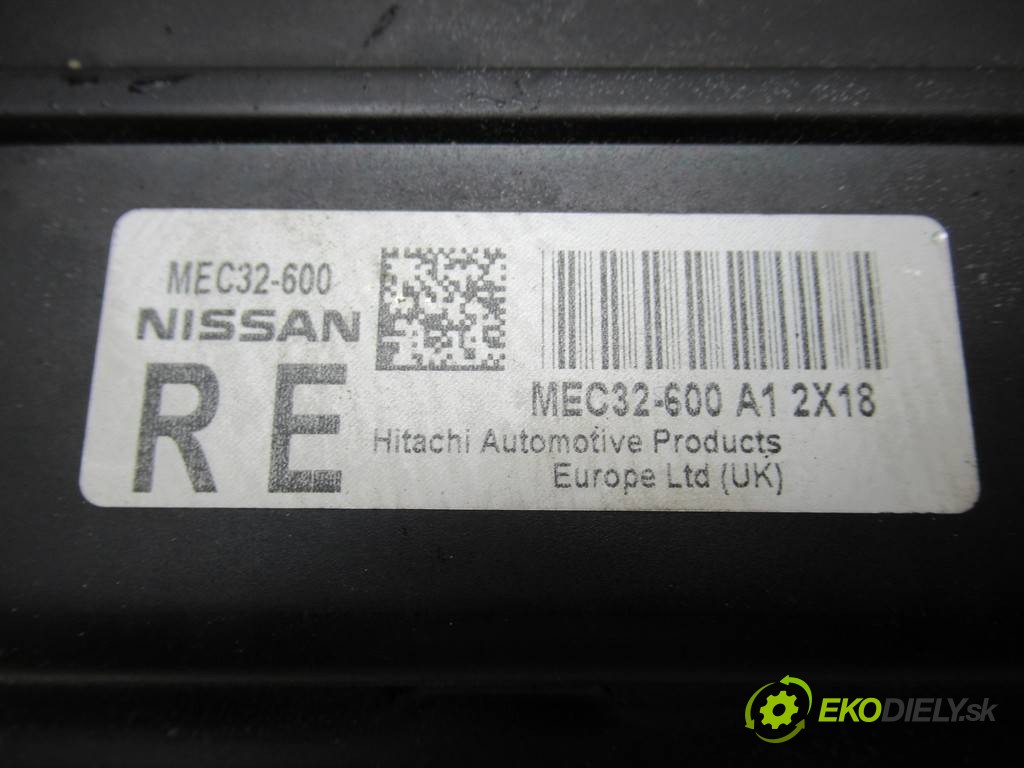 MEC32-600
NISSAN
RE
MEC32-600 A1 2X18
Hitachi Automotive Products
Europe Ltd (UK)
EKODIELY.sk